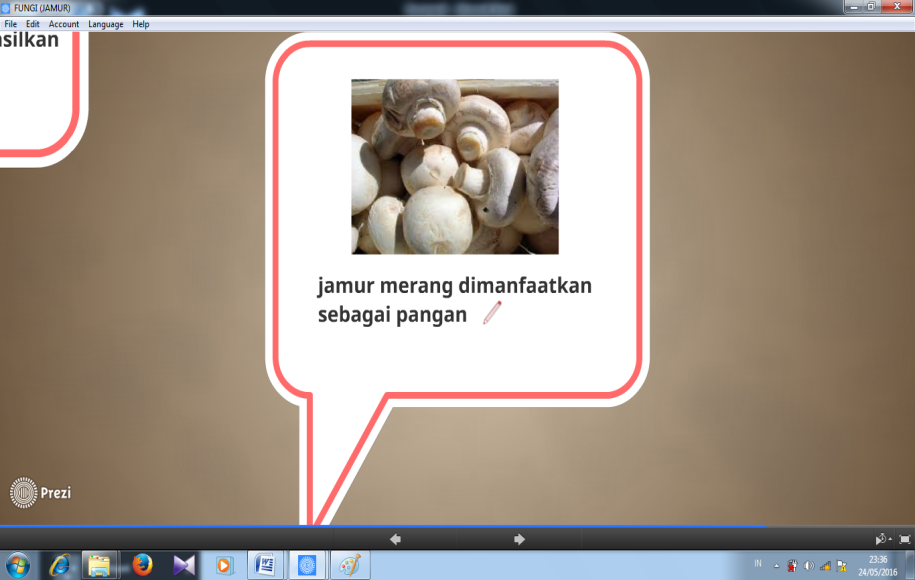 FUNGI (JAMUR)
File Edit Account Language Help
silkan
jamur merang dimanfaatkan
sebagai pangan
Prezi
IN
23:36
24/05/2016